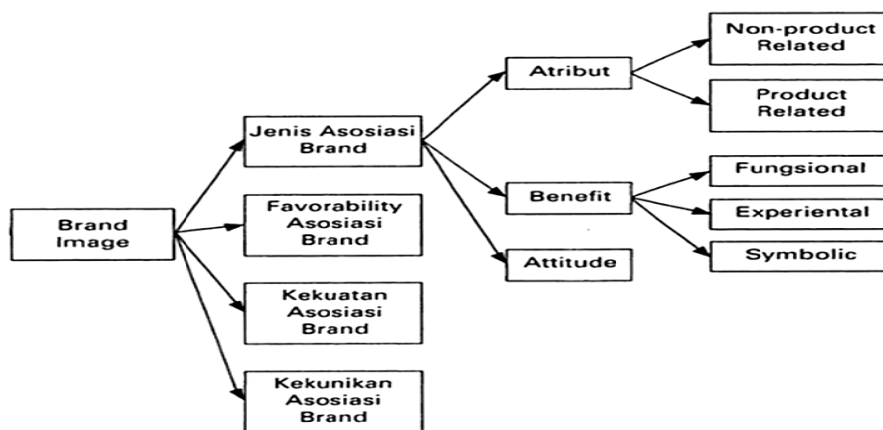 Brand
Image
Jenis Asosiasi
Brand
Favorability
Asosiasi
Brand
Kekuatan
Asosiasi
Brand
Kekunikan
Asosiasi
Brand
Atribut
Benefit
Attitude
Non-product
Related
Product
Related
Fungsional
Experiental
Symbolic